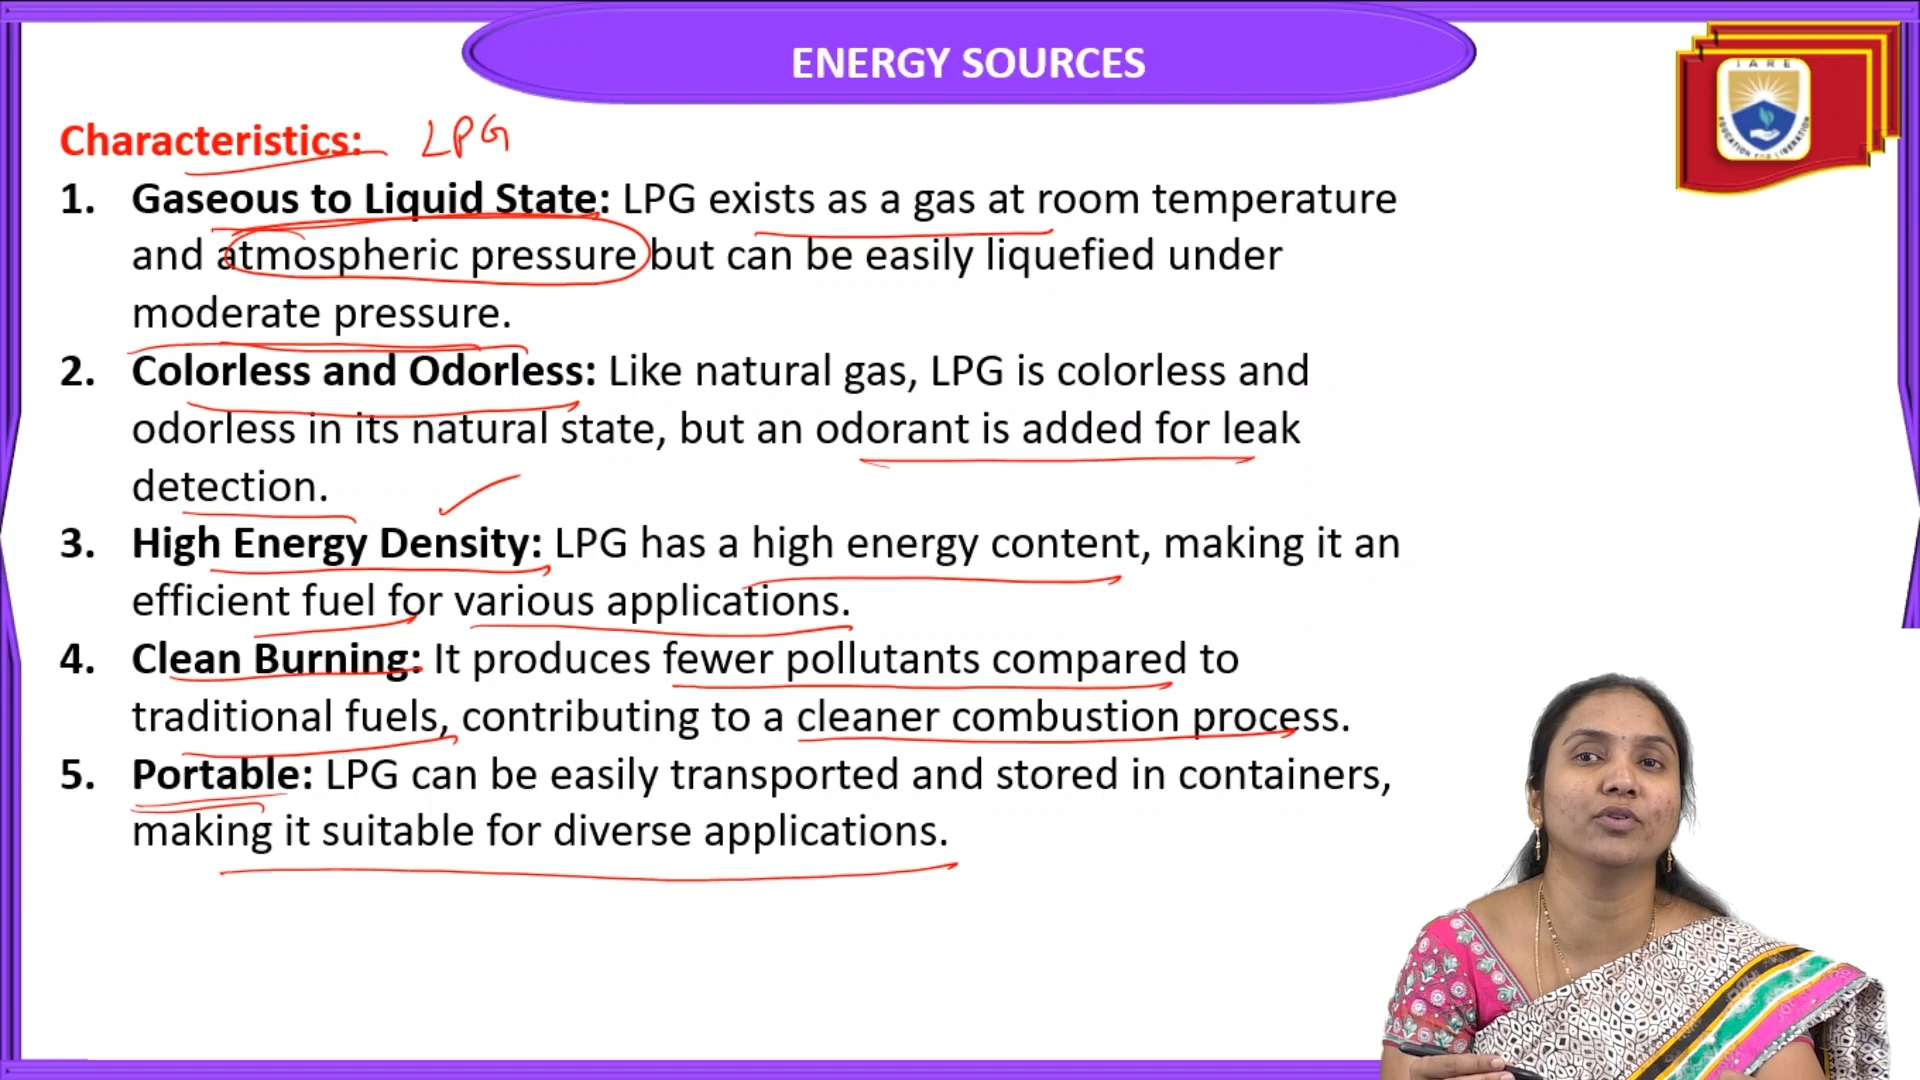 ENERGY SOURCES
IARE
EDUCATION FOR LIBERATION
Characteristics: LPG
1. Gaseous to Liquid State: LPG exists as a gas at room temperature
and atmospheric pressure but can be easily liquefied under
moderate pressure.
2. Colorless and Odorless: Like natural gas, LPG is colorless and
odorless in its natural state, but an odorant is added for leak
detection.
3. High Energy Density: LPG has a high energy content, making it an
efficient fuel for various applications.
4. Clean Burning: It produces fewer pollutants compared to
traditional fuels, contributing to a cleaner combustion process.
5. Portable: LPG can be easily transported and stored in containers,
making it suitable for diverse applications.